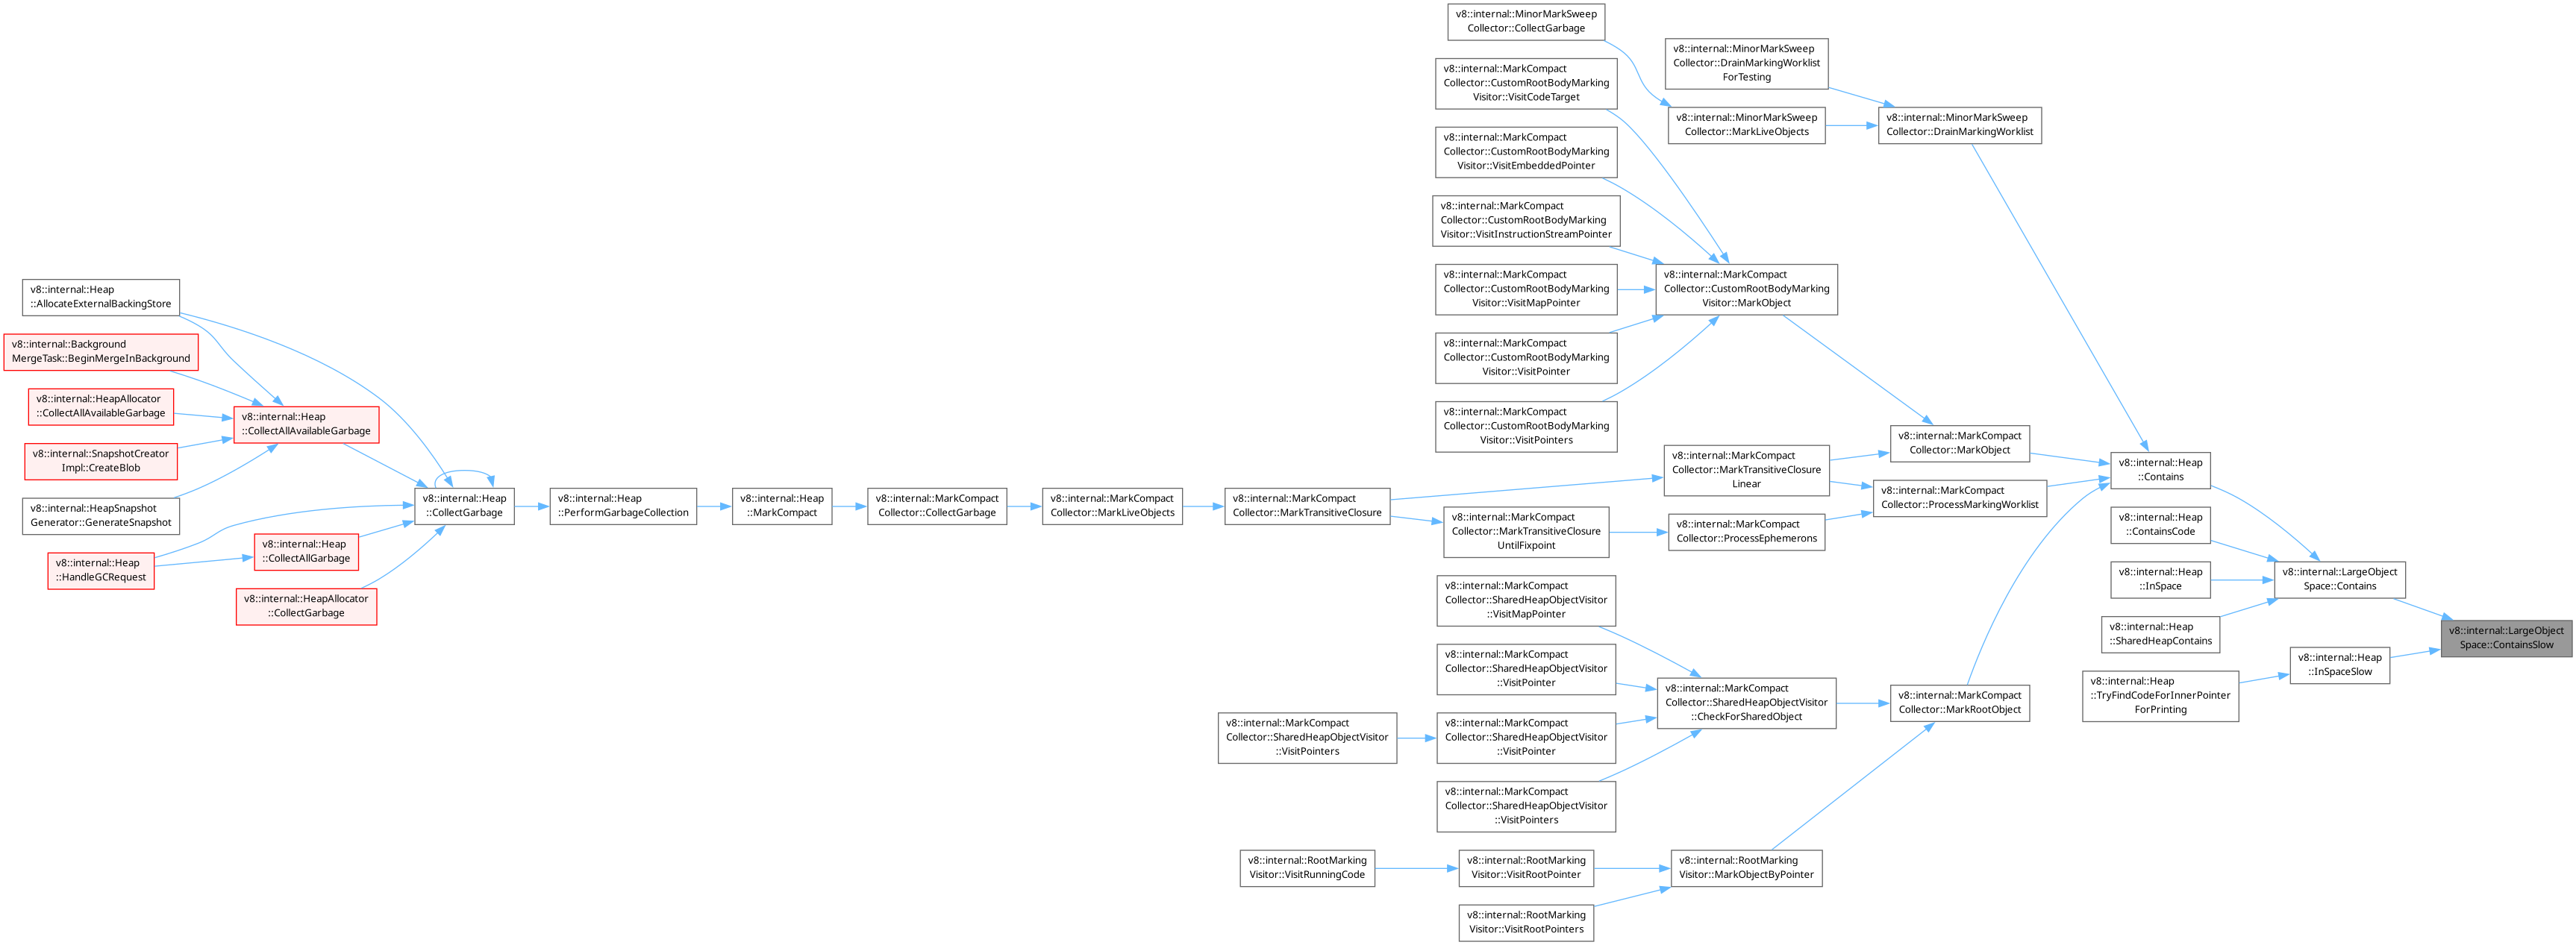 v8::internal::MinorMarkSweep
Collector::CollectGarbage
v8::internal::MinorMarkSweep
Collector::DrainMarkingWorklist
ForTesting
v8::internal::MarkCompact
Collector::CustomRootBodyMarking
Visitor::VisitCodeTarget
v8::internal::MinorMarkSweep
Collector::MarkLiveObjects
v8::internal::MinorMarkSweep
Collector::DrainMarkingWorklist
v8::internal::MarkCompact
Collector::CustomRootBodyMarking
Visitor::VisitEmbeddedPointer
v8::internal::MarkCompact
Collector::CustomRootBodyMarking
Visitor::VisitInstructionStreamPointer
v8::internal::MarkCompact
Collector::CustomRootBodyMarking
Visitor::VisitMapPointer
v8::internal::MarkCompact
Collector::CustomRootBodyMarking
Visitor::MarkObject
v8::internal::MarkCompact
Collector::CustomRootBodyMarking
Visitor::VisitPointer
v8::internal::MarkCompact
Collector::CustomRootBodyMarking
Visitor::VisitPointers
v8::internal::Heap
::AllocateExternalBackingStore
v8::internal::Background
MergeTask::BeginMergeInBackground
v8::internal::HeapAllocator
::CollectAllAvailableGarbage
v8::internal::Heap
::CollectAllAvailableGarbage
v8::internal::SnapshotCreator
Impl::CreateBlob
v8::internal::HeapSnapshot
Generator::GenerateSnapshot
v8::internal::Heap
::HandleGCRequest
v8::internal::Heap
::CollectAllGarbage
v8::internal::HeapAllocator
::CollectGarbage
v8::internal::Heap
::CollectGarbage
v8::internal::Heap
::PerformGarbageCollection
v8::internal::Heap
::MarkCompact
v8::internal::MarkCompact
Collector::CollectGarbage
v8::internal::MarkCompact
Collector::MarkLiveObjects
v8::internal::MarkCompact
Collector::MarkTransitiveClosure
v8::internal::MarkCompact
Collector::MarkTransitiveClosure
Linear
v8::internal::MarkCompact
Collector::MarkTransitiveClosure
UntilFixpoint
v8::internal::MarkCompact
Collector::ProcessEphemerons
v8::internal::MarkCompact
Collector::MarkObject
v8::internal::MarkCompact
Collector::ProcessMarkingWorklist
v8::internal::Heap
::Contains
v8::internal::Heap
::ContainsCode
v8::internal::Heap
::InSpace
v8::internal::Heap
::SharedHeapContains
v8::internal::LargeObject
Space::Contains
v8::internal::LargeObject
Space::ContainsSlow
v8::internal::Heap
::InSpaceSlow
v8::internal::Heap
::TryFindCodeForInnerPointer
ForPrinting
v8::internal::MarkCompact
Collector::SharedHeapObjectVisitor
::VisitMapPointer
v8::internal::MarkCompact
Collector::SharedHeapObjectVisitor
::VisitPointer
v8::internal::MarkCompact
Collector::SharedHeapObjectVisitor
::CheckForSharedObject
v8::internal::MarkCompact
Collector::MarkRootObject
v8::internal::MarkCompact
Collector::SharedHeapObjectVisitor
::VisitPointers
v8::internal::MarkCompact
Collector::SharedHeapObjectVisitor
::VisitPointer
v8::internal::MarkCompact
Collector::SharedHeapObjectVisitor
::VisitPointers
v8::internal::RootMarking
Visitor::VisitRunningCode
v8::internal::RootMarking
Visitor::VisitRootPointer
v8::internal::RootMarking
Visitor::MarkObjectByPointer
v8::internal::RootMarking
Visitor::VisitRootPointers